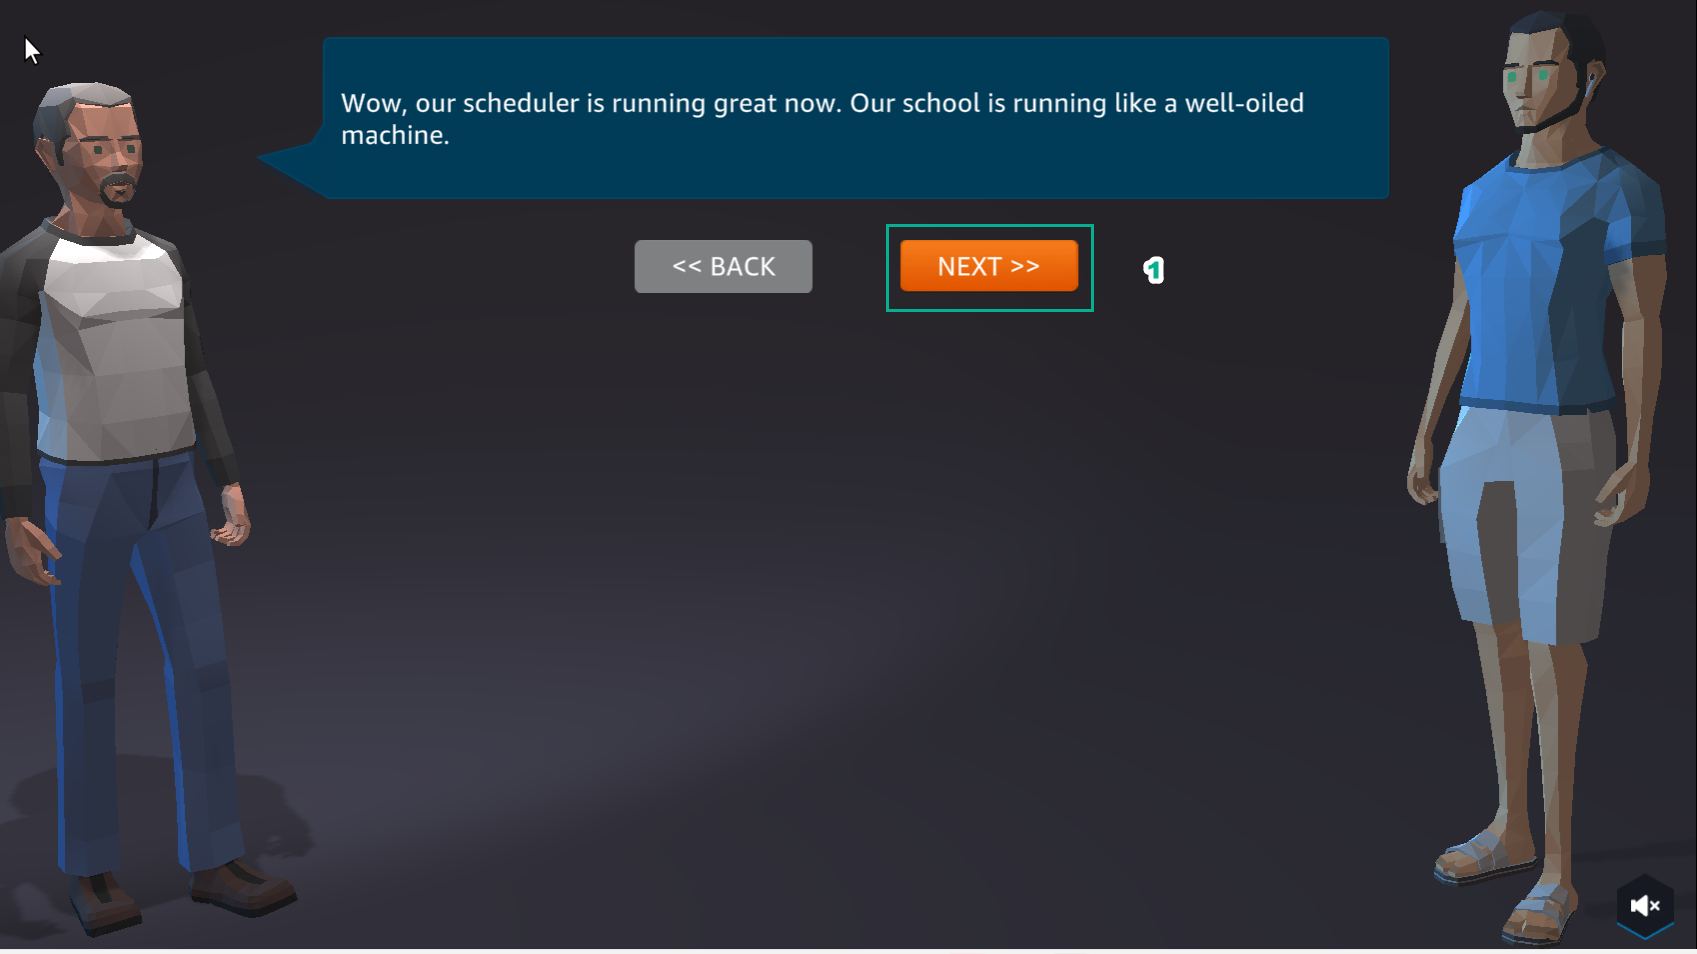 Wow, our scheduler is running great now. Our school is running like a well-oiled
machine.
<< BACK
NEXT >>
1